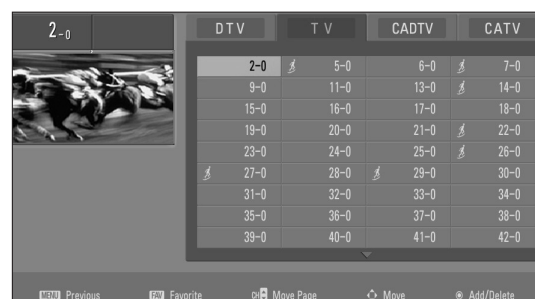 2-0
DTV TV CADTV CATV
2-0 5-0 6-0 7-0
9-0 11-0 13-0 14-0
15-0 16-0 17-0 18-0
19-0 20-0 21-0 22-0
23-0 24-0 25-0 26-0
27-0 28-0 29-0 30-0
31-0 32-0 33-0 34-0
35-0 36-0 37-0 38-0
39-0 40-0 41-0 42-0
MENU Previous FAV Favorite CH Move Page Move Add/Delete